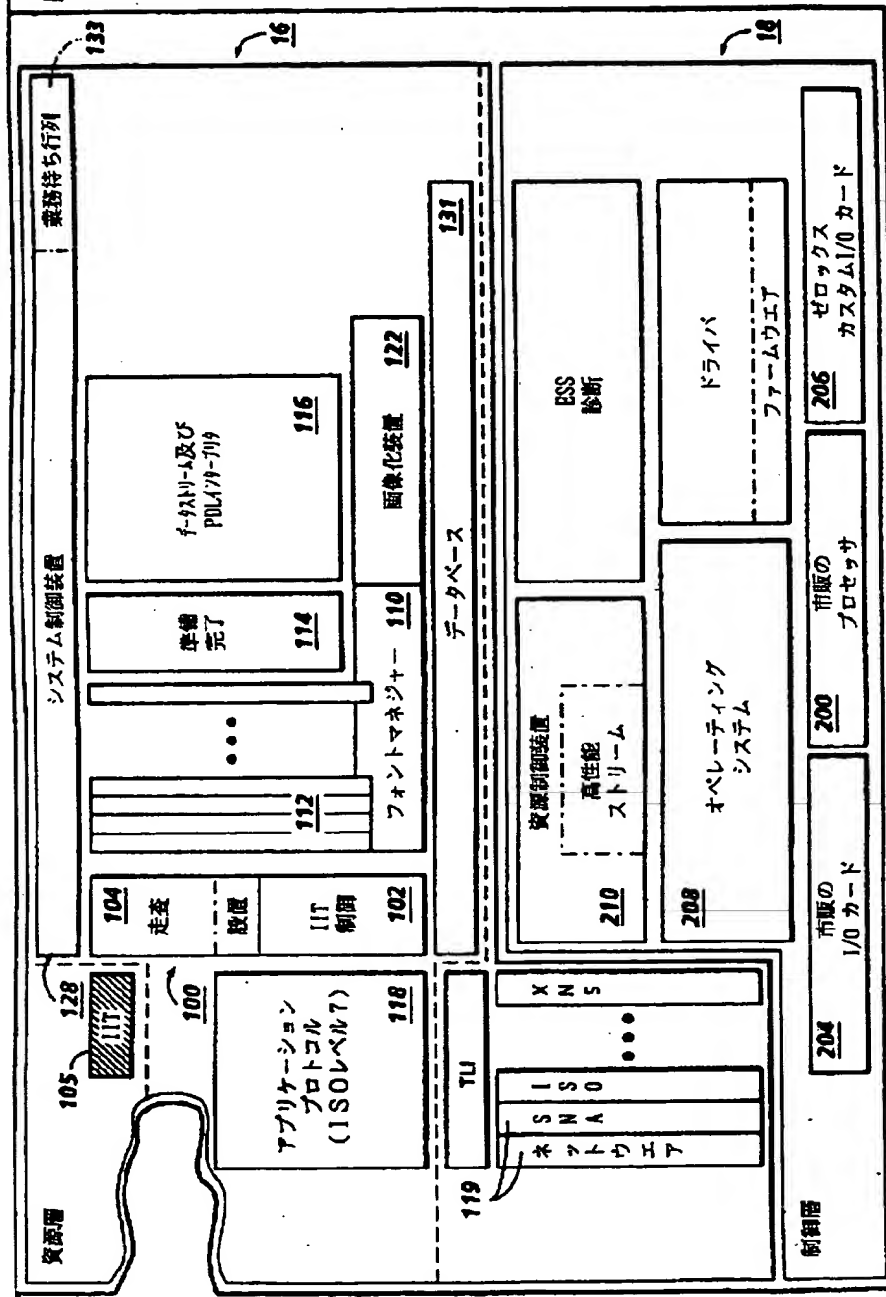 資源層
105
IIT
128
システム制御装置
業務待ち行列
133
16
100
104
走査
設置
IIT
制御
102
112
準備
完了
114
データストリーム及び
PDLインタープリタ
116
フォントマネジャー
110
画像化装置
122
アプリケーション
プロトコル
(ISOレベル7)
118
データベース
131
TLI
119
ネットウエア
SNA
ISO
XNS
資源制御装置
高性能
ストリーム
210
ESS
診断
18
オペレーティング
システム
208
ドライバ
ファームウエア
制御層
市販の
I/Oカード
204
市販の
プロセッサ
200
ゼロックス
カスタムI/Oカード
206